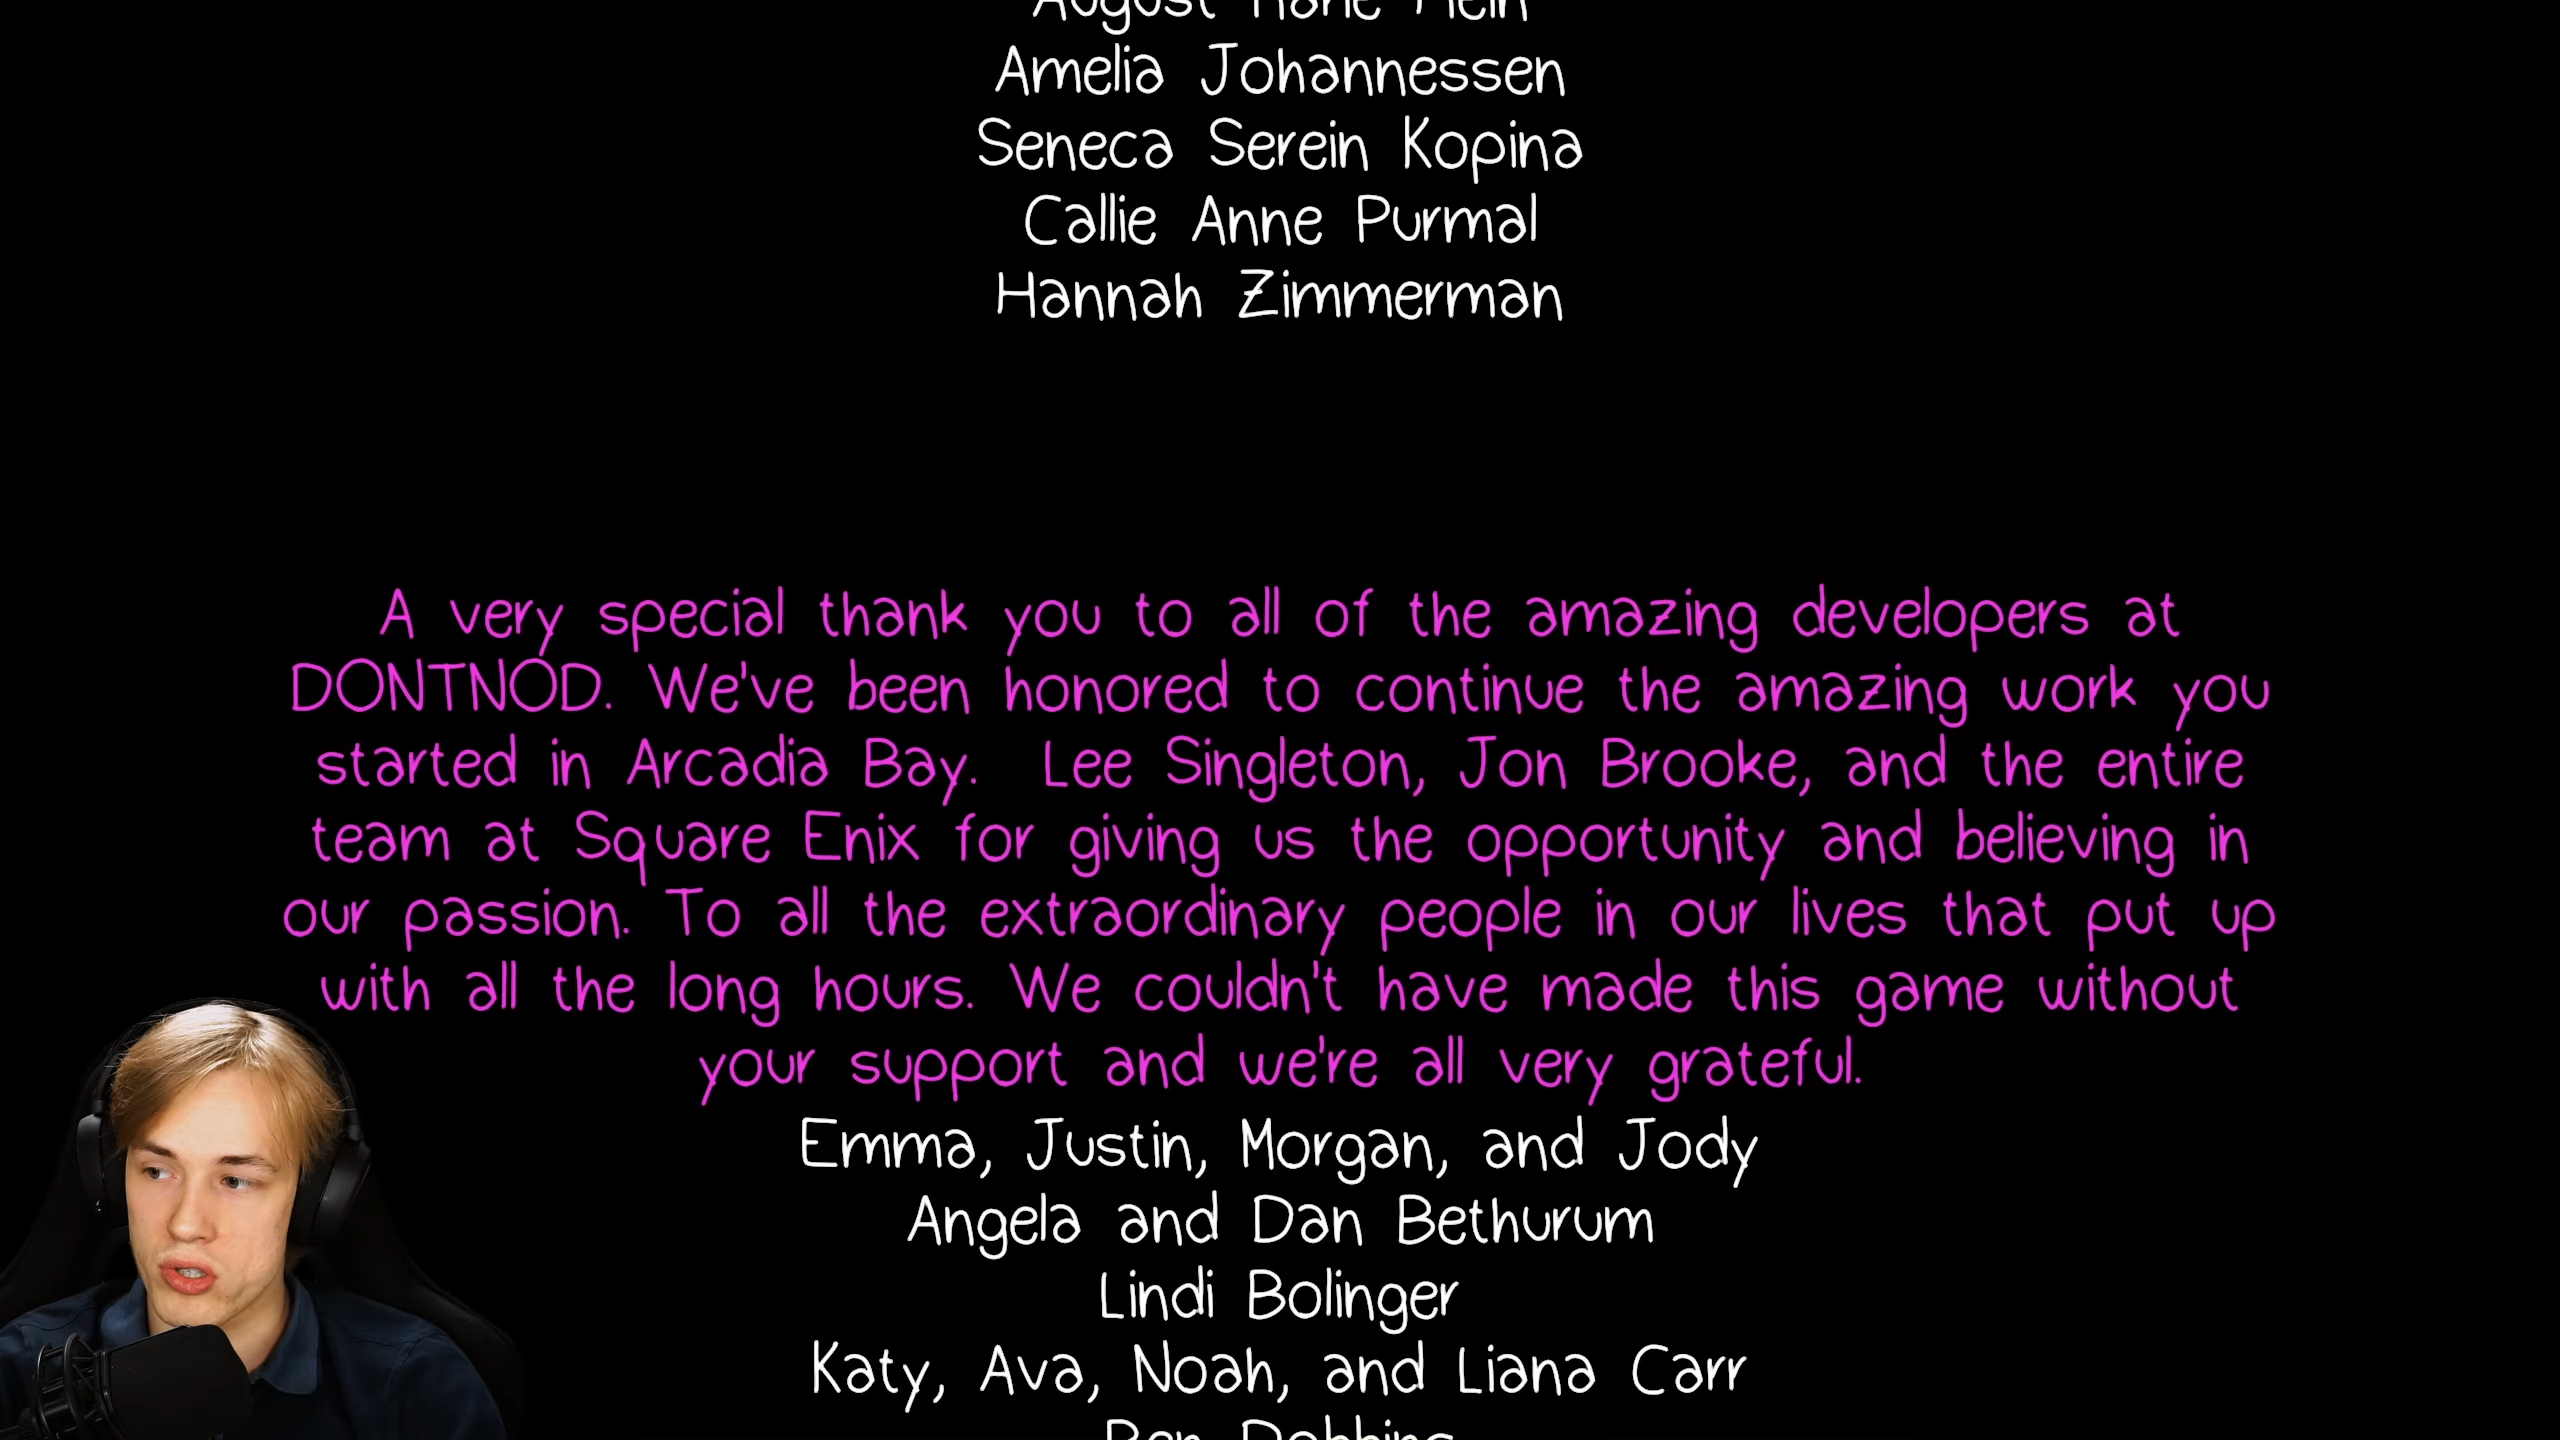 Amelia Johannessen
Seneca Serein Kopina
Callie Anne Purmal
Hannah Zimmerman
A very special thank you to all of the amazing developers at
DONTNOD. We've been honored to continue the amazing work you
started in Arcadia Bay. Lee Singleton, Jon Brooke, and the entire
team at Square Enix for giving us the opportunity and believing in
our passion. To all the extraordinary people in our lives that put up
with all the long hours. We couldn't have made this game without
your support and we're all very grateful.
Emma, Justin, Morgan, and Jody
Angela and Dan Bethurum
Lindi Bolinger
Katy, Ava, Noah, and Liana Carr